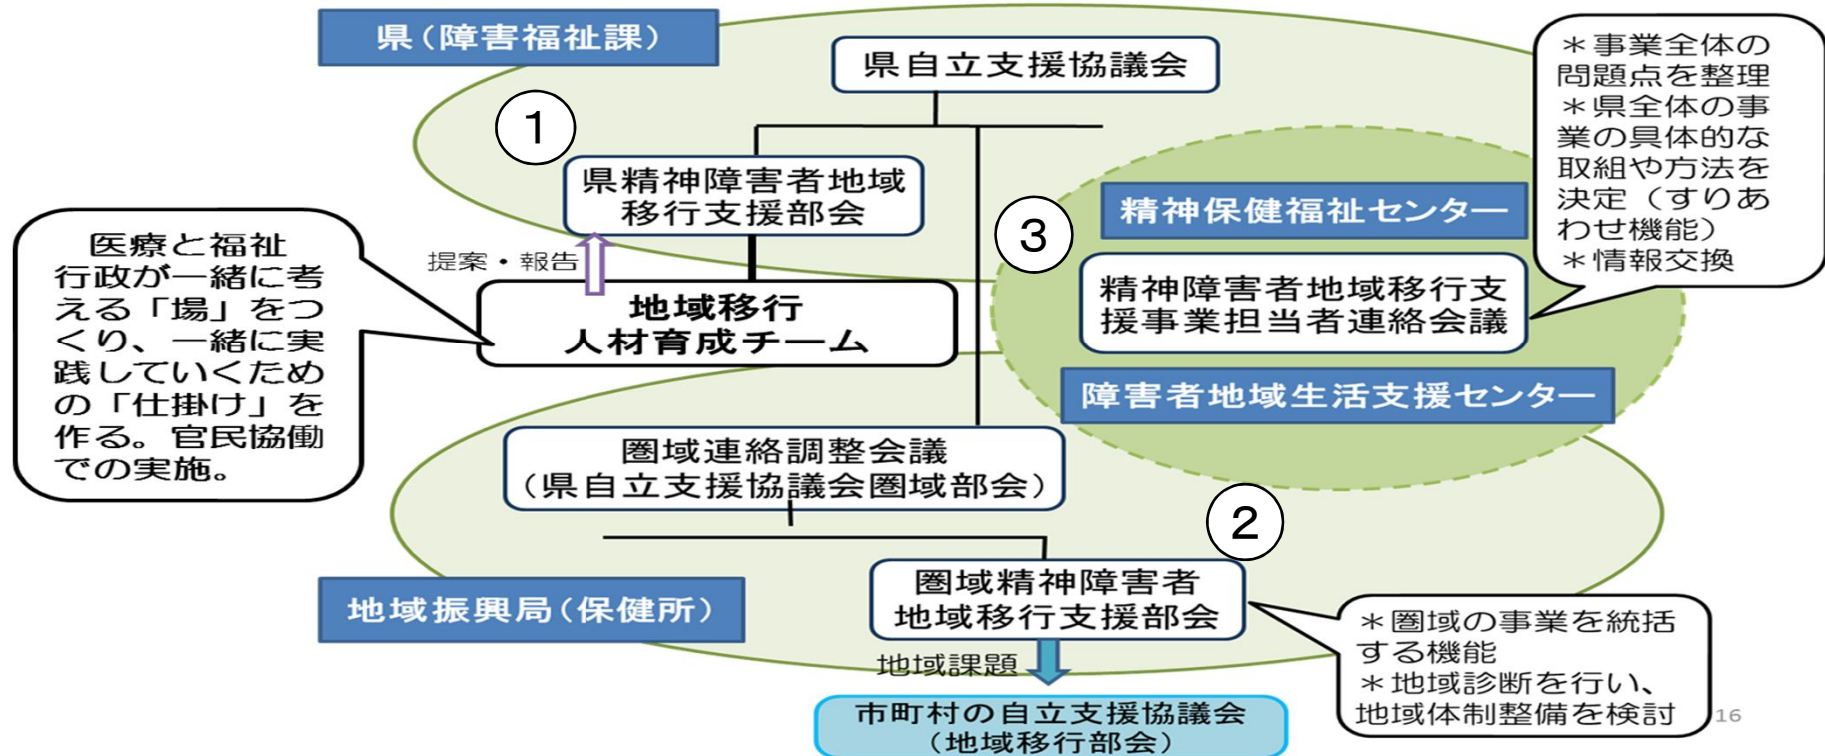 県（障害福祉課）
県自立支援協議会
①
県精神障害者地域
移行支援部会
提案・報告
地域移行
人材育成チーム
医療と福祉
行政が一緒に考
える「場」をつ
くり、一緒に実
践していくため
の「仕掛け」を
作る。官民協働
での実施。
③
精神保健福祉センター
精神障害者地域移行支
援事業担当者連絡会議
障害者地域生活支援センター
＊事業全体の
問題点を整理
＊県全体の事
業の具体的な
取組や方法を
決定（すりあ
わせ機能）
＊情報交換
圏域連絡調整会議
（県自立支援協議会圏域部会）
②
圏域精神障害者
地域移行支援部会
地域振興局（保健所）
地域課題
市町村の自立支援協議会
（地域移行部会）
＊圏域の事業を統括
する機能
＊地域診断を行い、
地域体制整備を検討
16